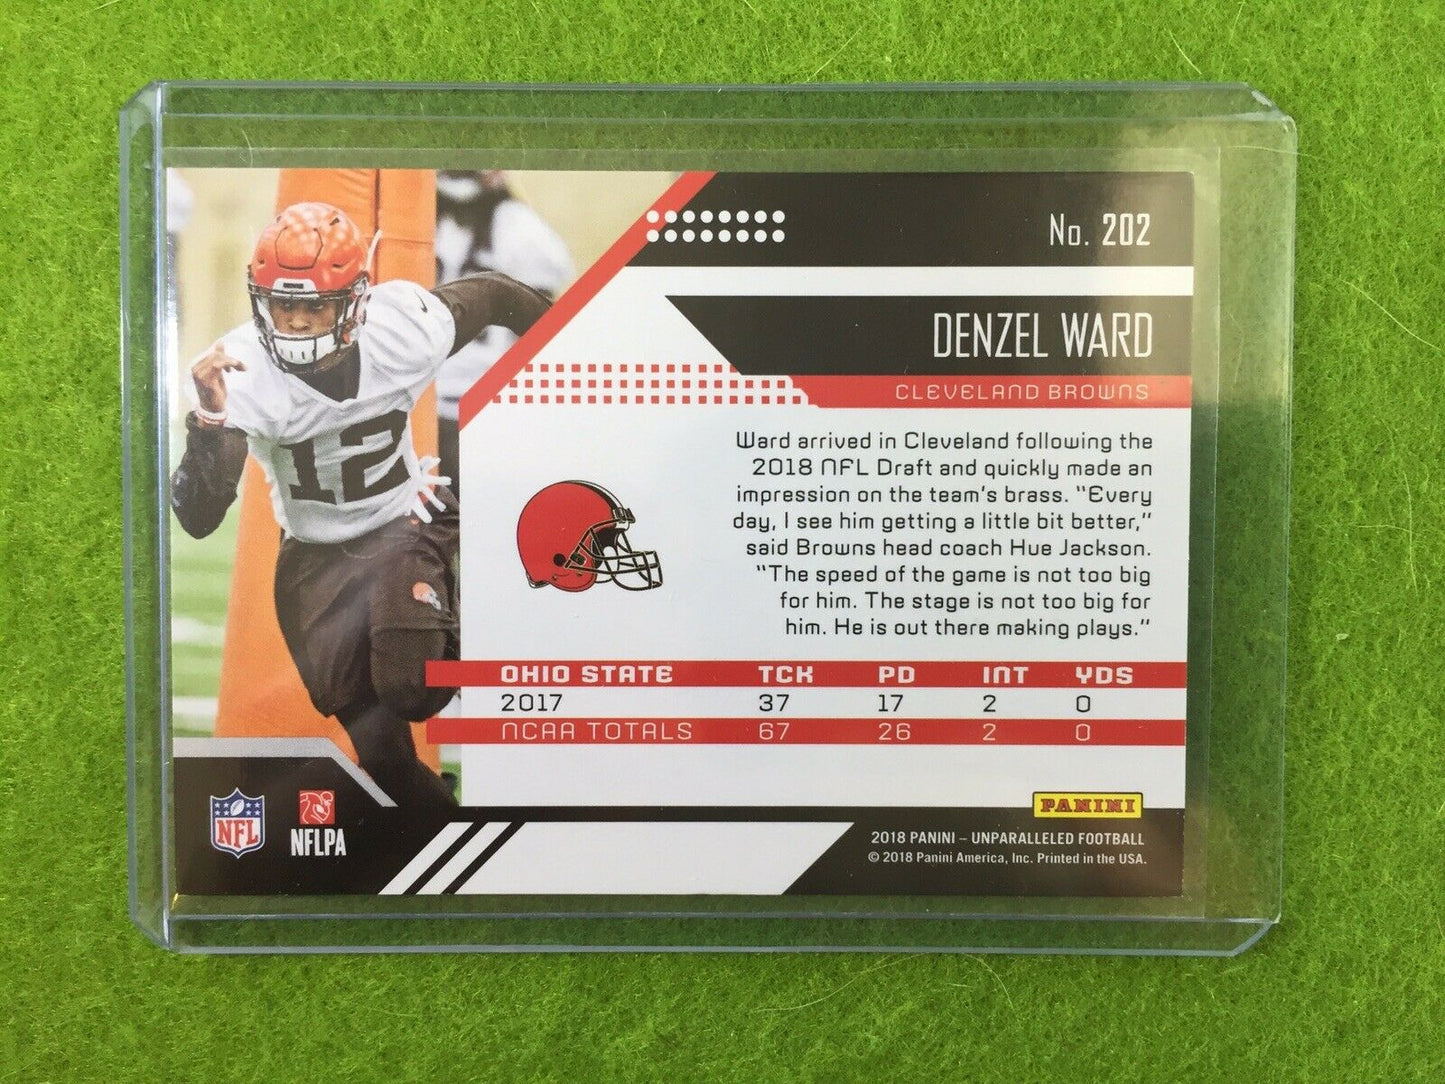 No. 202
DENZEL WARD
CLEVELAND BROWNS
Ward arrived in Cleveland following the
2018 NFL Draft and quickly made an
impression on the team's brass. "Every
day, I see him getting a little bit better,"
said Browns head coach Hue Jackson.
"The speed of the game is not too big
for him. The stage is not too big for
him. He is out there making plays."
12
OHIO STATE TCK PD INT YDS
2017 37 17 2 0
NCAA TOTALS 67 26 2 0
NFL
NFLPA
PANINI
2018 PANINI – UNPARALLELED FOOTBALL
© 2018 Panini America, Inc. Printed in the USA.